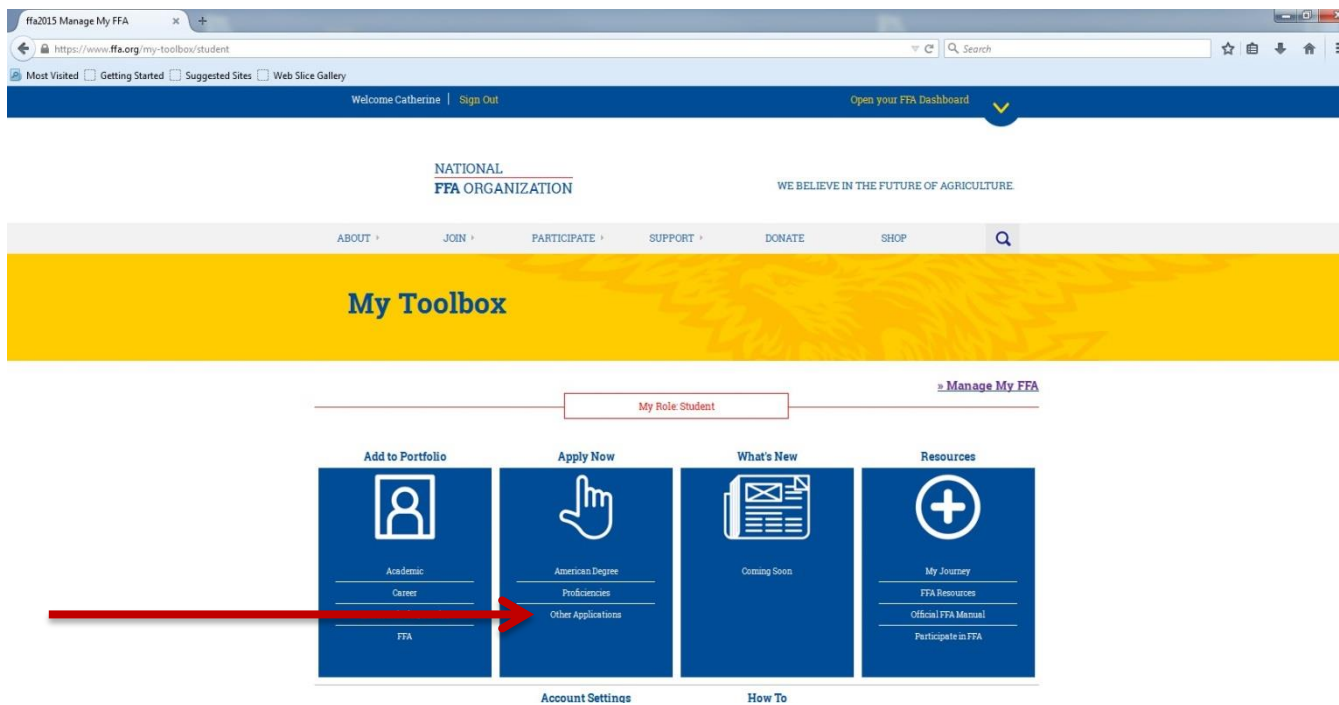 ffa2015 Manage My FFA
https://www.ffa.org/my-toolbox/student
Search
Most Visited Getting Started Suggested Sites Web Slice Gallery
Welcome Catherine | Sign Out
Open your FFA Dashboard
NATIONAL
FFA ORGANIZATION
WE BELIEVE IN THE FUTURE OF AGRICULTURE.
ABOUT JOIN PARTICIPATE SUPPORT DONATE SHOP
My Toolbox
» Manage My FFA
My Role: Student
Add to Portfolio
Academic
Career
FFA
Apply Now
American Degree
Proficiencies
Other Applications
What's New
Coming Soon
Resources
My Journey
FFA Resources
Official FFA Manual
Participate in FFA
Account Settings
How To